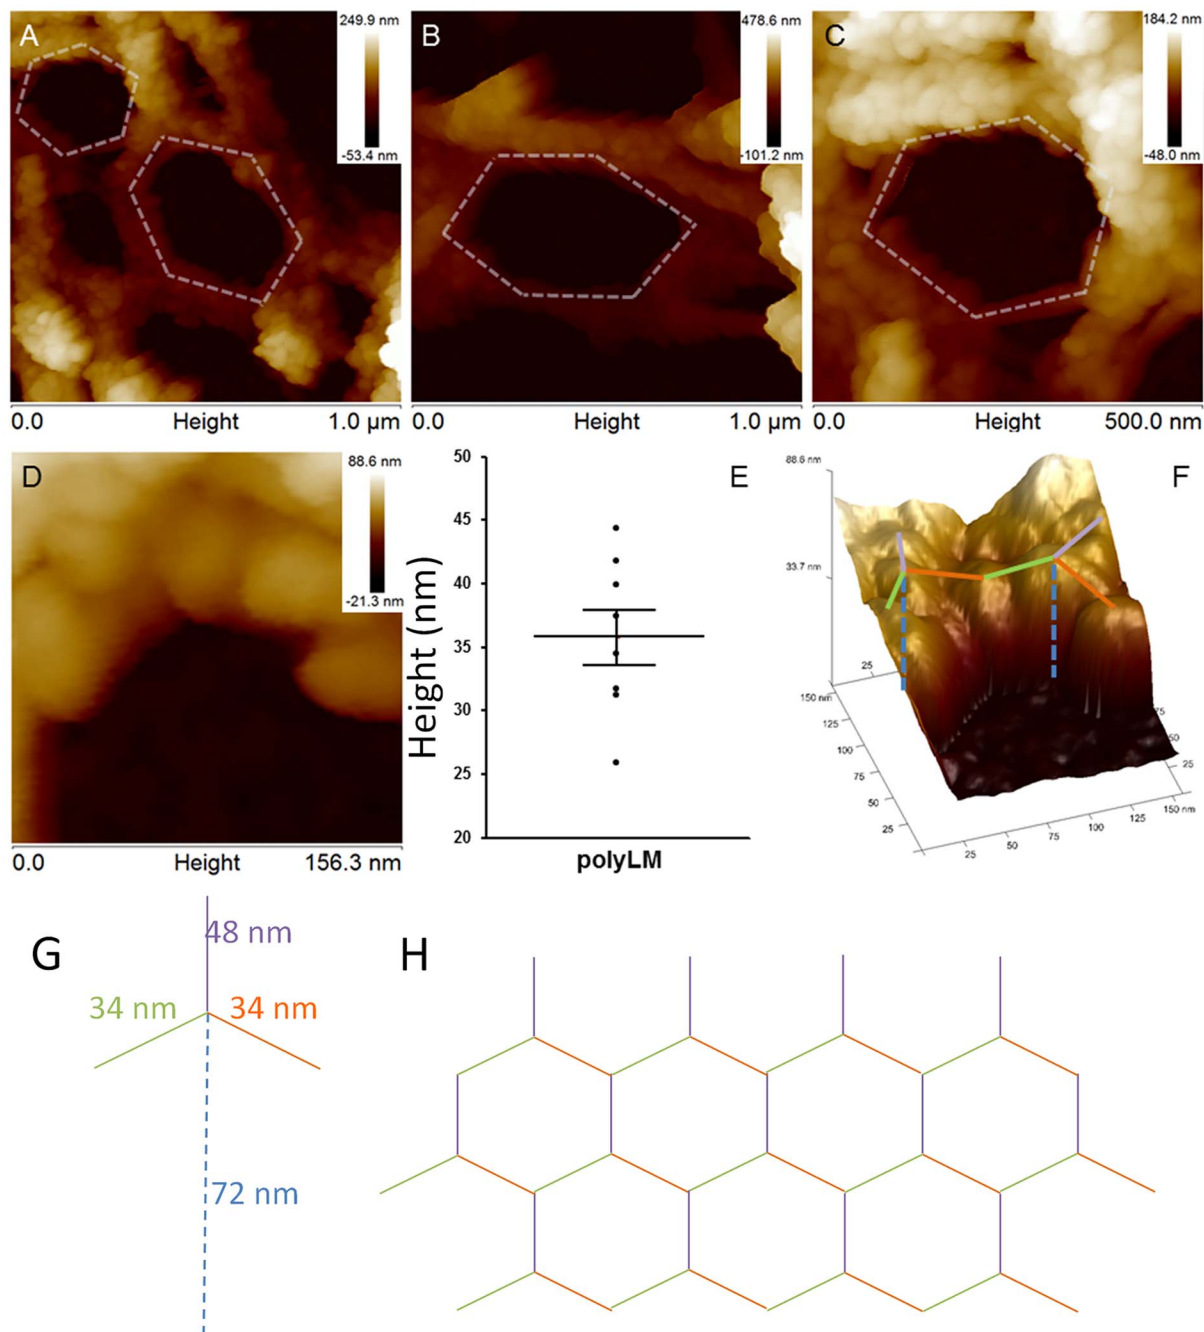 A
249.9 nm
-53.4 nm
0.0 Height 1.0 µm
B
478.6 nm
-101.2 nm
0.0 Height 1.0 µm
C
184.2 nm
-48.0 nm
0.0 Height 500.0 nm
D
88.6 nm
-21.3 nm
0.0 Height 156.3 nm
E
Height (nm)
50
45
40
35
30
25
20
polyLM
F
88.6 nm
33.7 nm
25
150 nm
125
100
75
50
25
25
50
75
100
125
150 nm
75
50
25
G
48 nm
34 nm 34 nm
72 nm
H